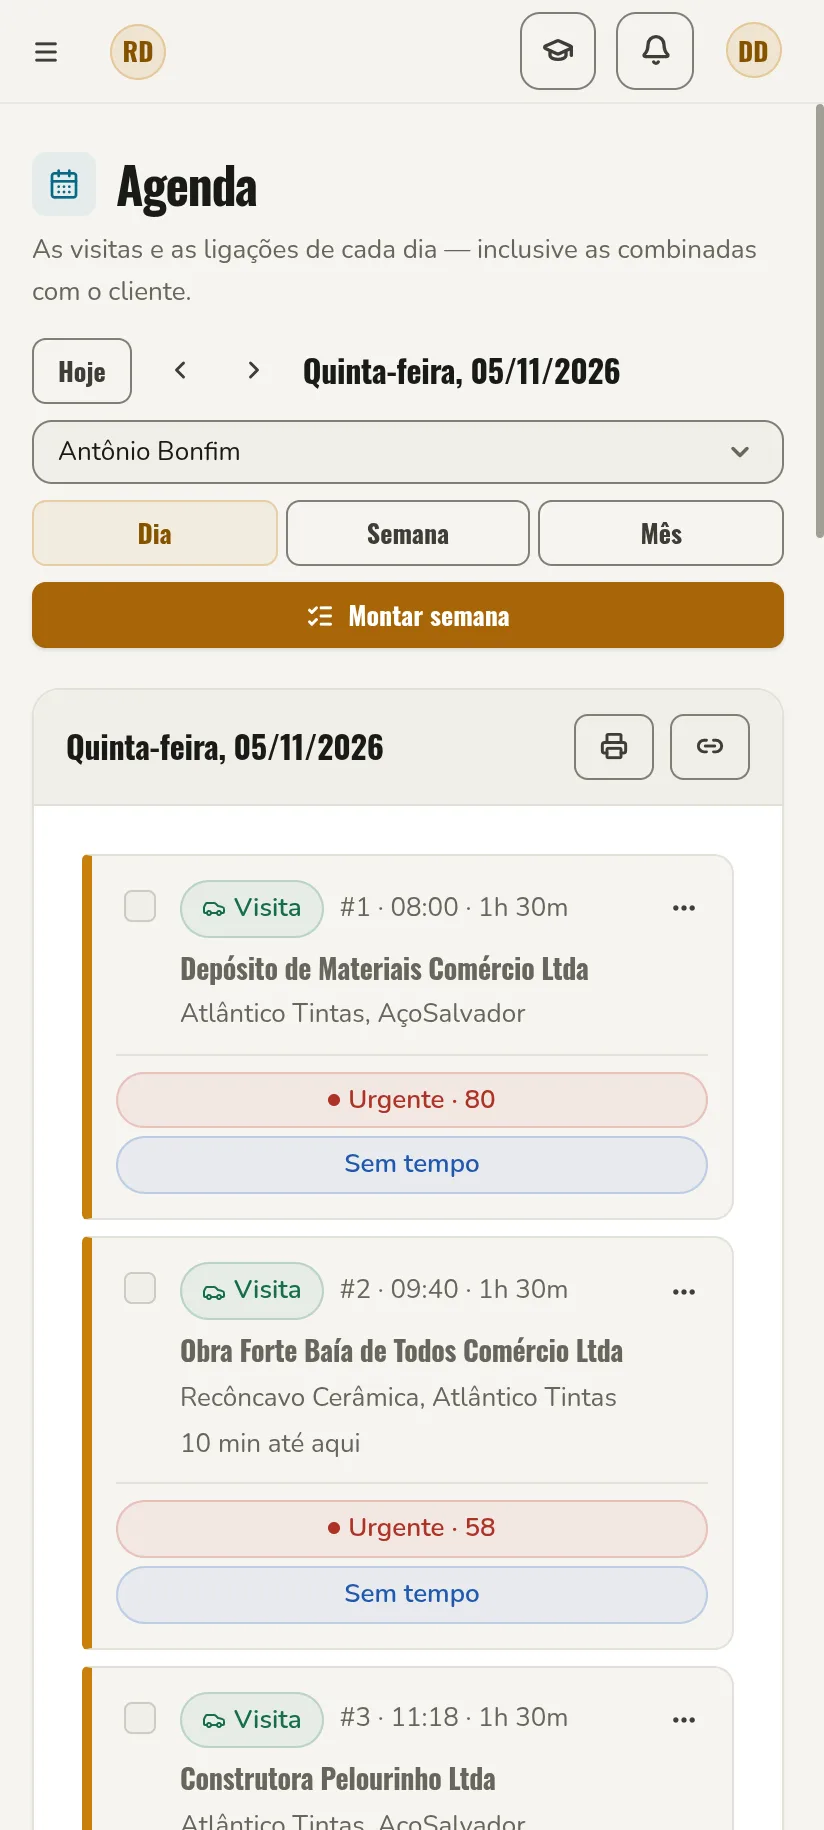 RD
DD
Agenda
As visitas e as ligações de cada dia — inclusive as combinadas
com o cliente.
Hoje
Quinta-feira, 05/11/2026
Antônio Bonfim
Dia
Semana
Mês
Montar semana
Quinta-feira, 05/11/2026
Visita
#1 · 08:00 · 1h 30m
Depósito de Materiais Comércio Ltda
Atlântico Tintas, AçoSalvador
Urgente · 80
Sem tempo
Visita
#2 · 09:40 · 1h 30m
Obra Forte Baía de Todos Comércio Ltda
Recôncavo Cerâmica, Atlântico Tintas
10 min até aqui
Urgente · 58
Sem tempo
Visita
#3 · 11:18 · 1h 30m
Construtora Pelourinho Ltda
Atlântico Tintas, AçoSalvador